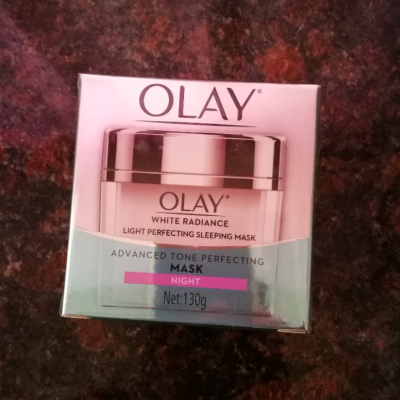 OLAY®
OLAY®
WHITE RADIANCE
LIGHT PERFECTING SLEEPING MASK
ADVANCED TONE PERFECTING
MASK
NIGHT
Net:130g